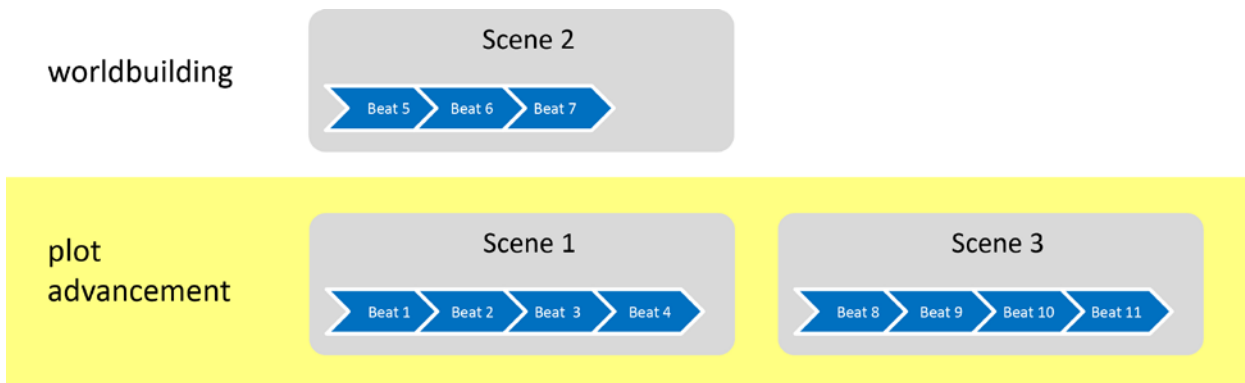 worldbuilding
Scene 2
Beat 5 Beat 6 Beat 7
plot
advancement
Scene 1
Beat 1 Beat 2 Beat 3 Beat 4
Scene 3
Beat 8 Beat 9 Beat 10 Beat 11